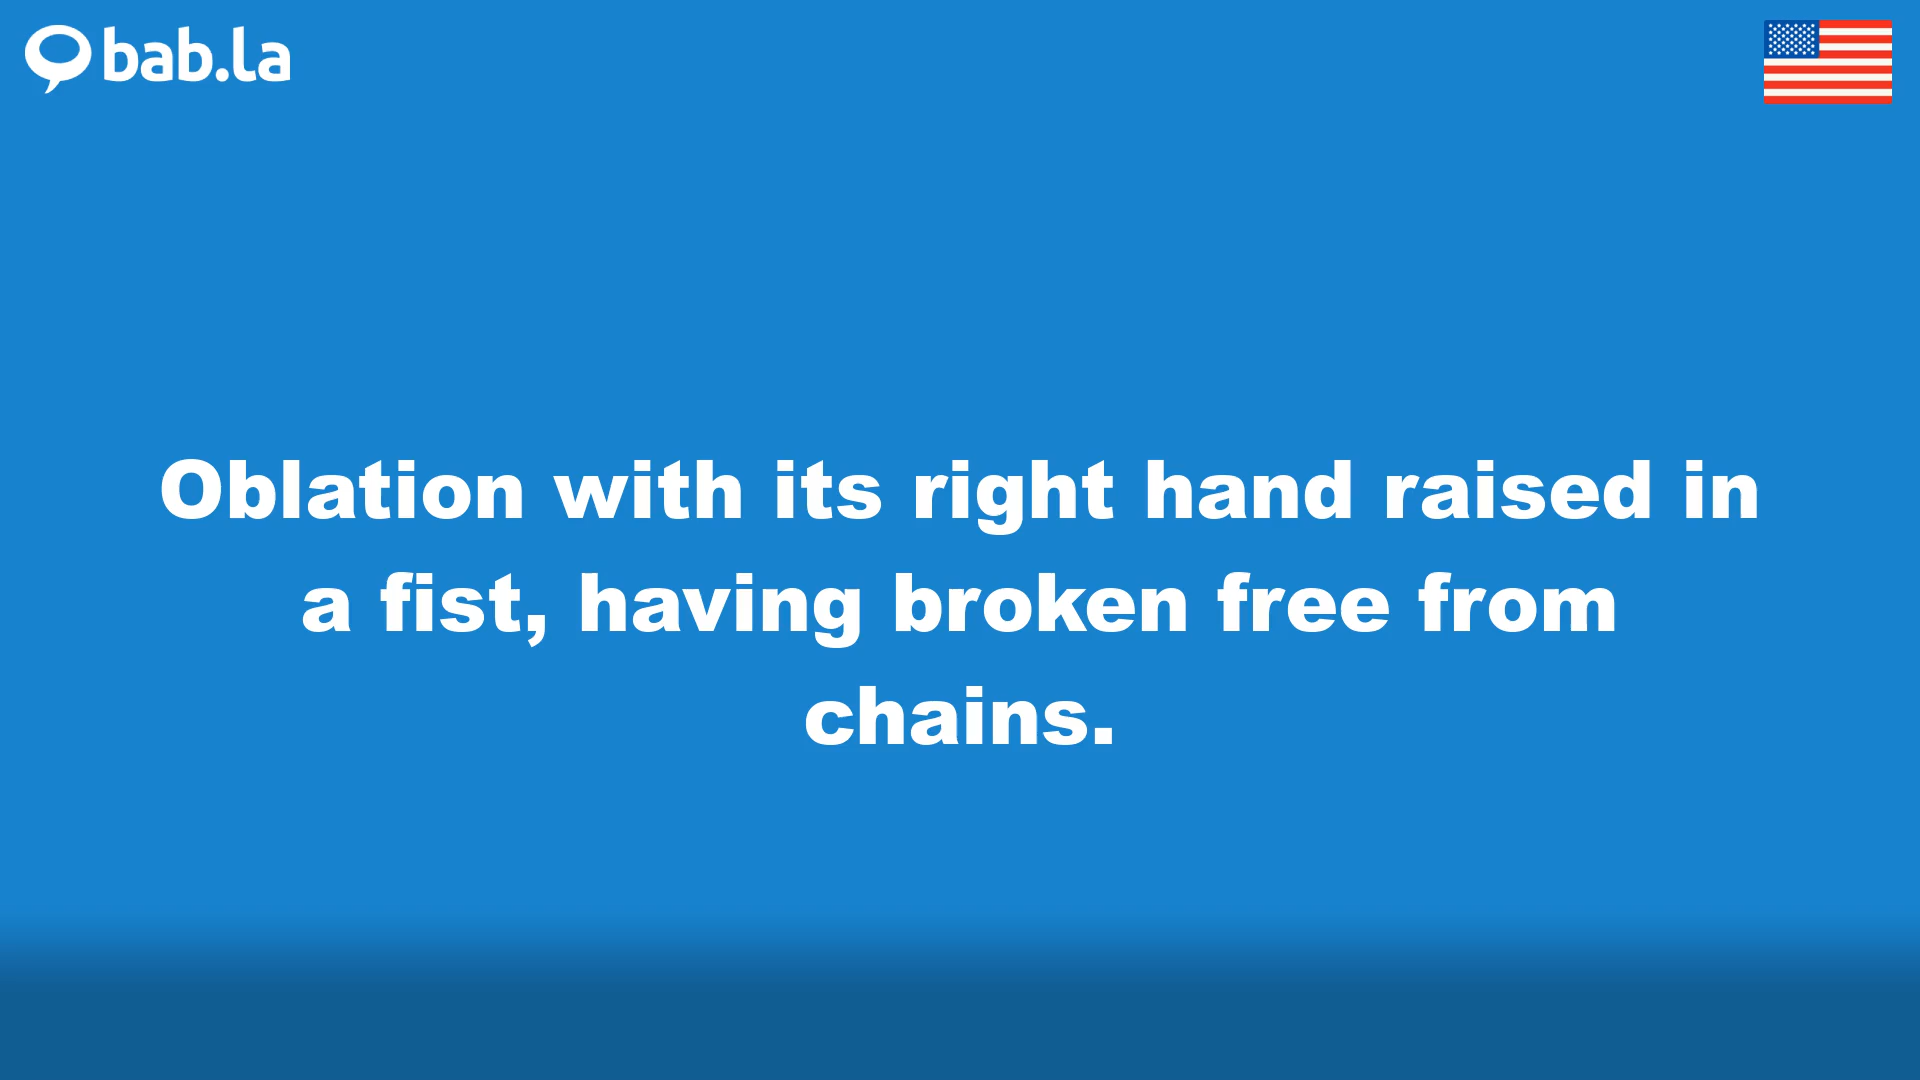 bab.la
Oblation with its right hand raised in
a fist, having broken free from
chains.